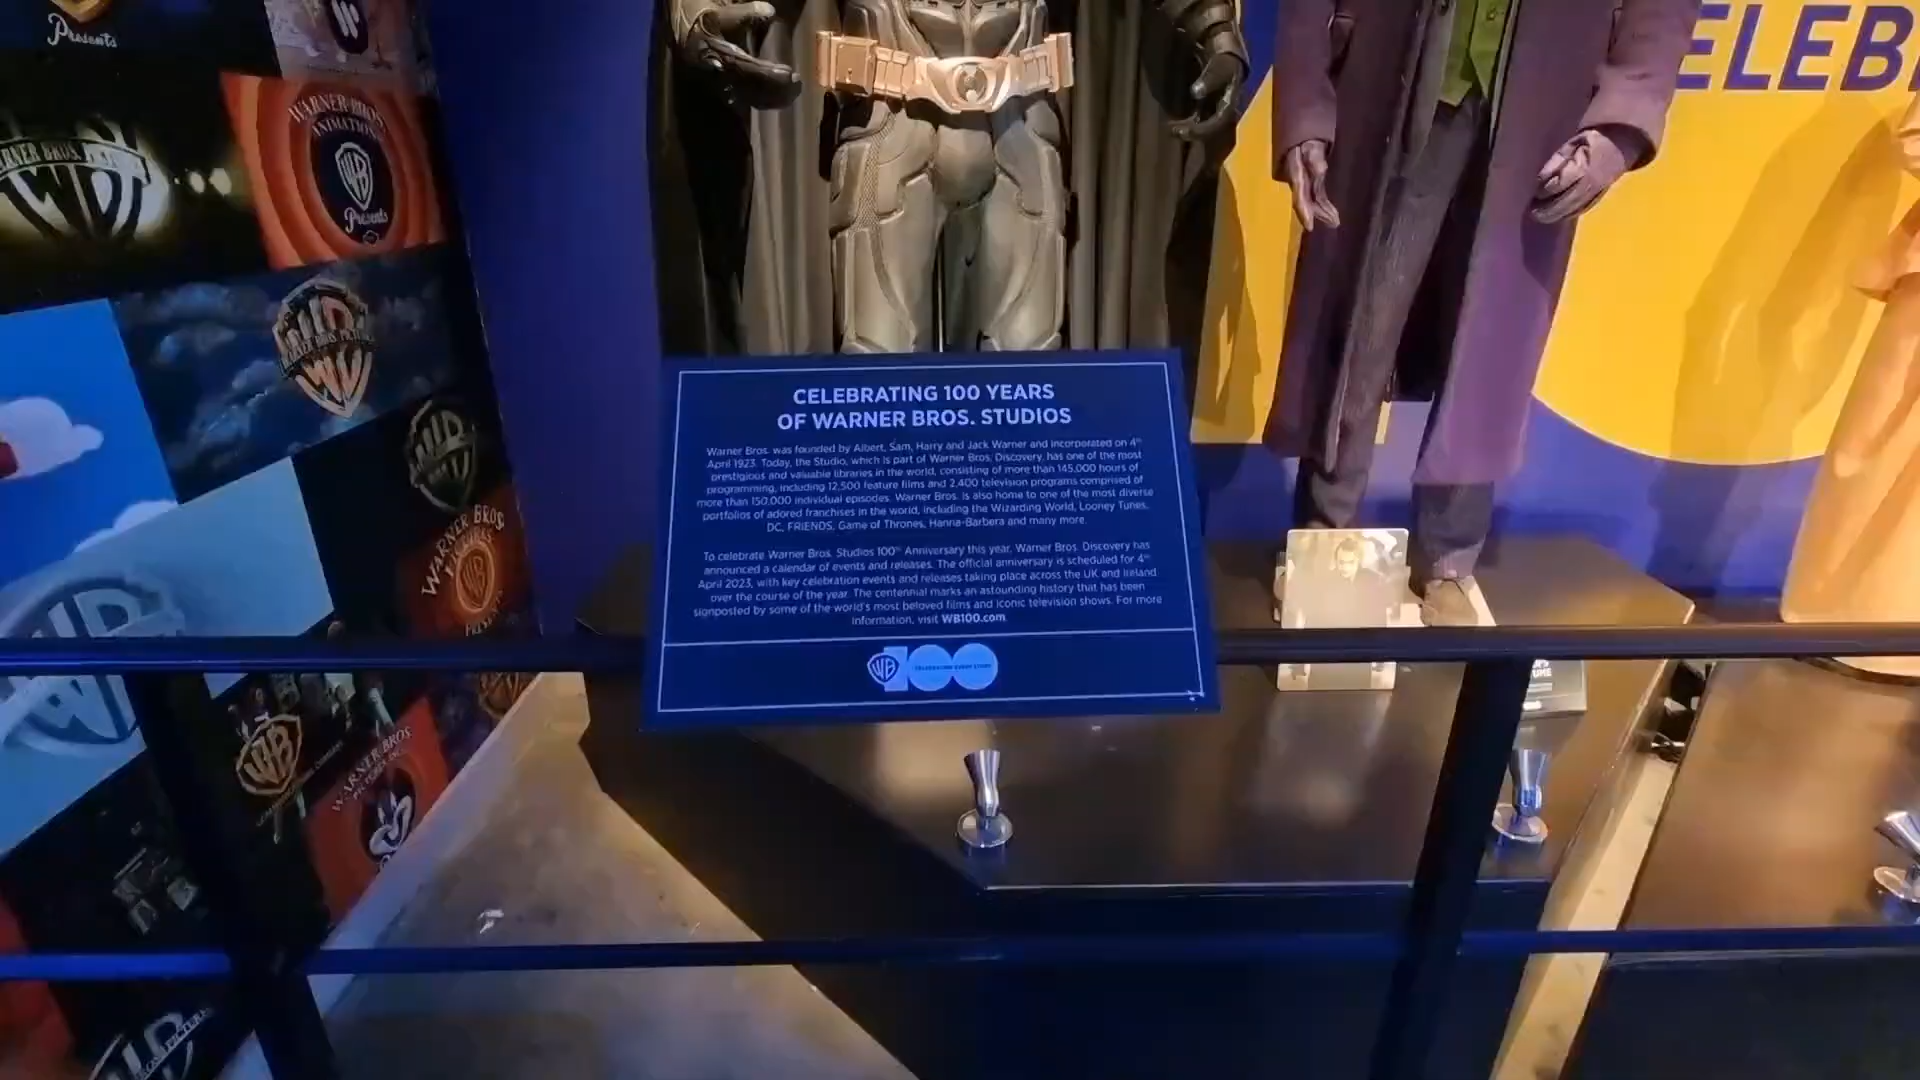 Presents
WARNER BROS.
ANIMATION
WB
Presents
ELEB
CELEBRATING 100 YEARS
OF WARNER BROS. STUDIOS
Warner Bros. was founded by Albert, Sam, Harry and Jack Warner and incorporated on 4th
April 1923. Today, the Studio, which is part of Warner Bros. Discovery, has one of the most
prestigious and valuable libraries in the world, consisting of more than 145,000 hours of
programming, including 12,500 feature films and 2,400 television programs comprised of
more than 150,000 individual episodes. Warner Bros. is also home to one of the most diverse
portfolios of adored franchises in the world, including the Wizarding World, Looney Tunes,
DC, FRIENDS, Game of Thrones, Hanna-Barbera and many more.
To celebrate Warner Bros. Studios 100th Anniversary this year, Warner Bros. Discovery has
announced a calendar of events and releases. The official anniversary is scheduled for 4th
April 2023, with key celebration events and releases taking place across the UK and Ireland
over the course of the year. The centennial marks an astounding history that has been
signposted by some of the world's most beloved films and iconic television shows. For more
information, visit WB100.com
WB 100
CELEBRATING EVERY STORY
WARNER BROS
PICTURES
WB
WARNER BROS